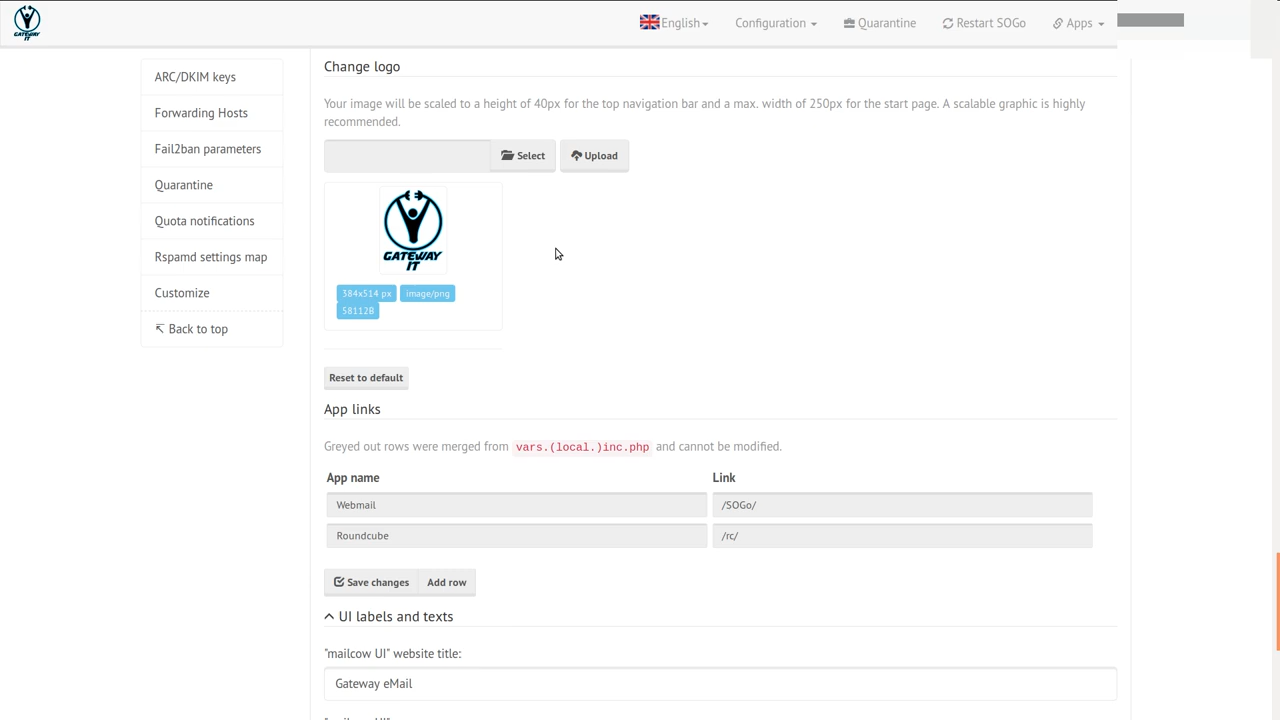 GATEWAY
IT
English
Configuration
Quarantine
Restart SOGo
Apps
ARC/DKIM keys
Forwarding Hosts
Fail2ban parameters
Quarantine
Quota notifications
Rspamd settings map
Customize
Back to top
Change logo
Your image will be scaled to a height of 40px for the top navigation bar and a max. width of 250px for the start page. A scalable graphic is highly
recommended.
Select
Upload
GATEWAY
IT
384x514 px
image/png
58112B
Reset to default
App links
Greyed out rows were merged from vars.(local.)inc.php and cannot be modified.
App name
Link
Webmail
/SOGo/
Roundcube
/rc/
Save changes
Add row
UI labels and texts
"mailcow UI" website title:
Gateway eMail